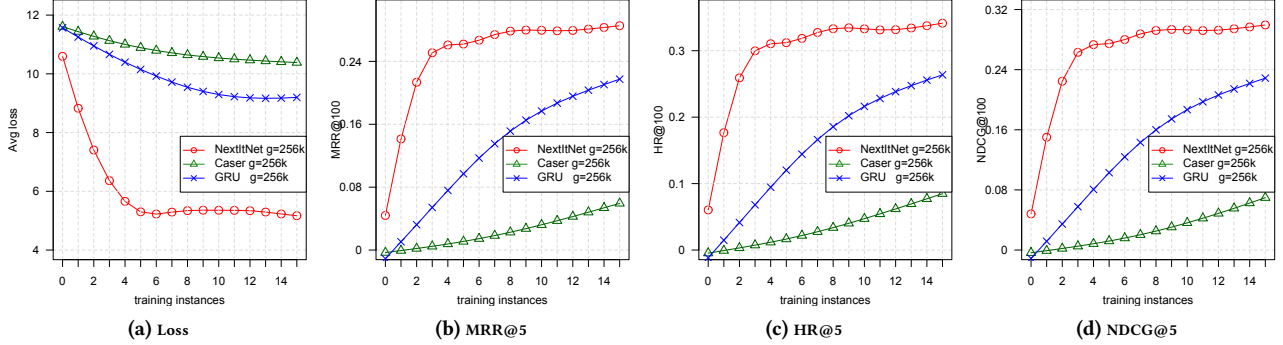 12
10
8
6
4
Avg loss
NextItNet g=256k
Caser g=256k
GRU g=256k
0 2 4 6 8 10 12 14
training instances
(a) Loss
0.24
0.16
0.08
0
MRR@100
NextItNet g=256k
Caser g=256k
GRU g=256k
0 2 4 6 8 10 12 14
training instances
(b) MRR@5
0.3
0.2
0.1
0
HR@100
NextItNet g=256k
Caser g=256k
GRU g=256k
0 2 4 6 8 10 12 14
training instances
(c) HR@5
0.32
0.24
0.16
0.08
0
NDCG@100
NextItNet g=256k
Caser g=256k
GRU g=256k
0 2 4 6 8 10 12 14
training instances
(d) NDCG@5